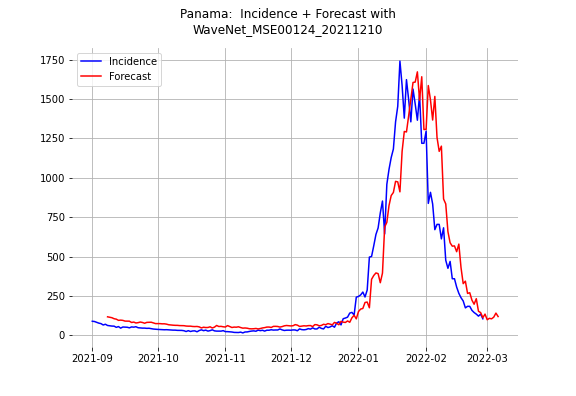 Panama:  Incidence + Forecast with
WaveNet_MSE00124_20211210
Incidence
Forecast
1750
1500
1250
1000
750
500
250
0
2021-09 2021-10 2021-11 2021-12 2022-01 2022-02 2022-03